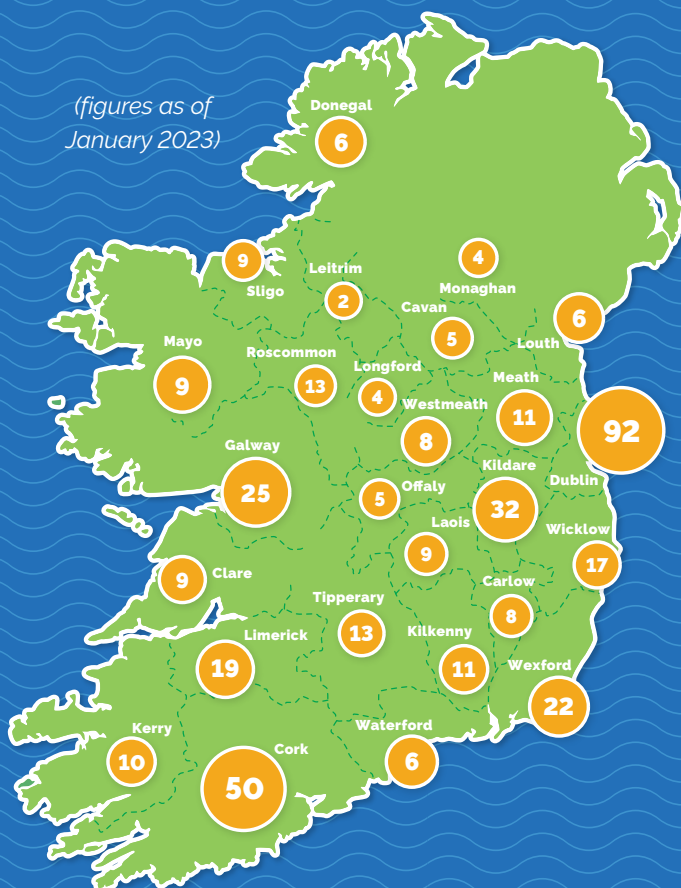 (figures as of
January 2023)
Donegal
6
9
Sligo
Leitrim
2
4
Monaghan
Cavan
5
6
Louth
Mayo
9
Roscommon
13
Longford
4
Westmeath
8
Meath
11
92
Dublin
Galway
25
5
Offaly
Kildare
32
Laois
9
Wicklow
17
9
Clare
Carlow
8
Tipperary
13
Kilkenny
11
Limerick
19
Wexford
22
Kerry
10
Cork
50
Waterford
6